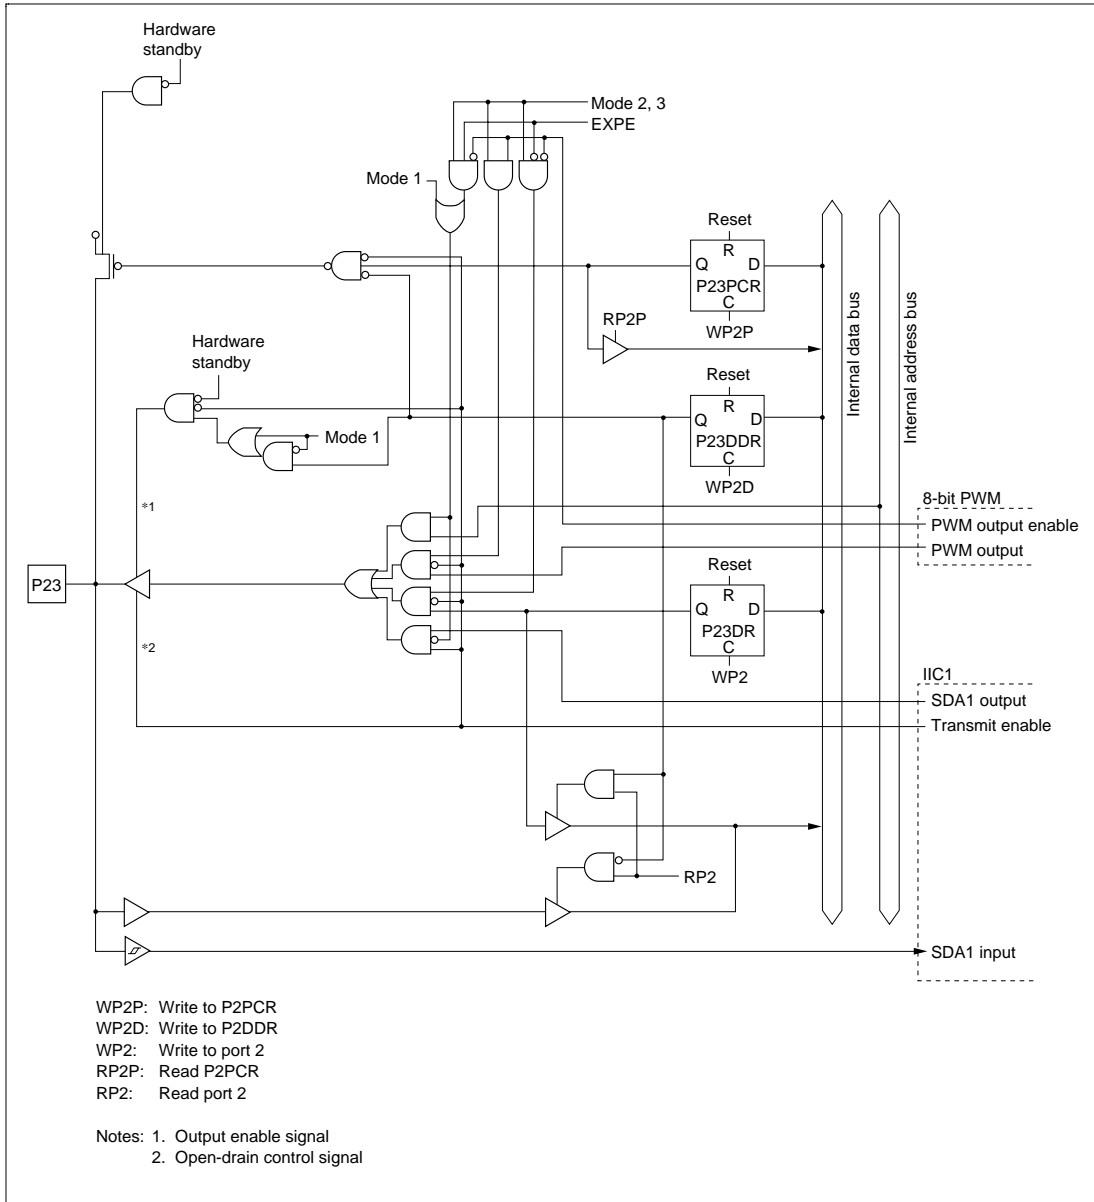 Hardware
standby
Mode 2, 3
EXPE
Mode 1
Reset
R
Q D
P23PCR
C
WP2P
RP2P
Hardware
standby
Reset
R
Q D
P23DDR
C
WP2D
Mode 1
Internal data bus
Internal address bus
8-bit PWM
PWM output enable
PWM output
*1
P23
*2
Reset
R
Q D
P23DR
C
WP2
IIC1
SDA1 output
Transmit enable
RP2
SDA1 input
WP2P: Write to P2PCR
WP2D: Write to P2DDR
WP2: Write to port 2
RP2P: Read P2PCR
RP2: Read port 2
Notes: 1. Output enable signal
2. Open-drain control signal